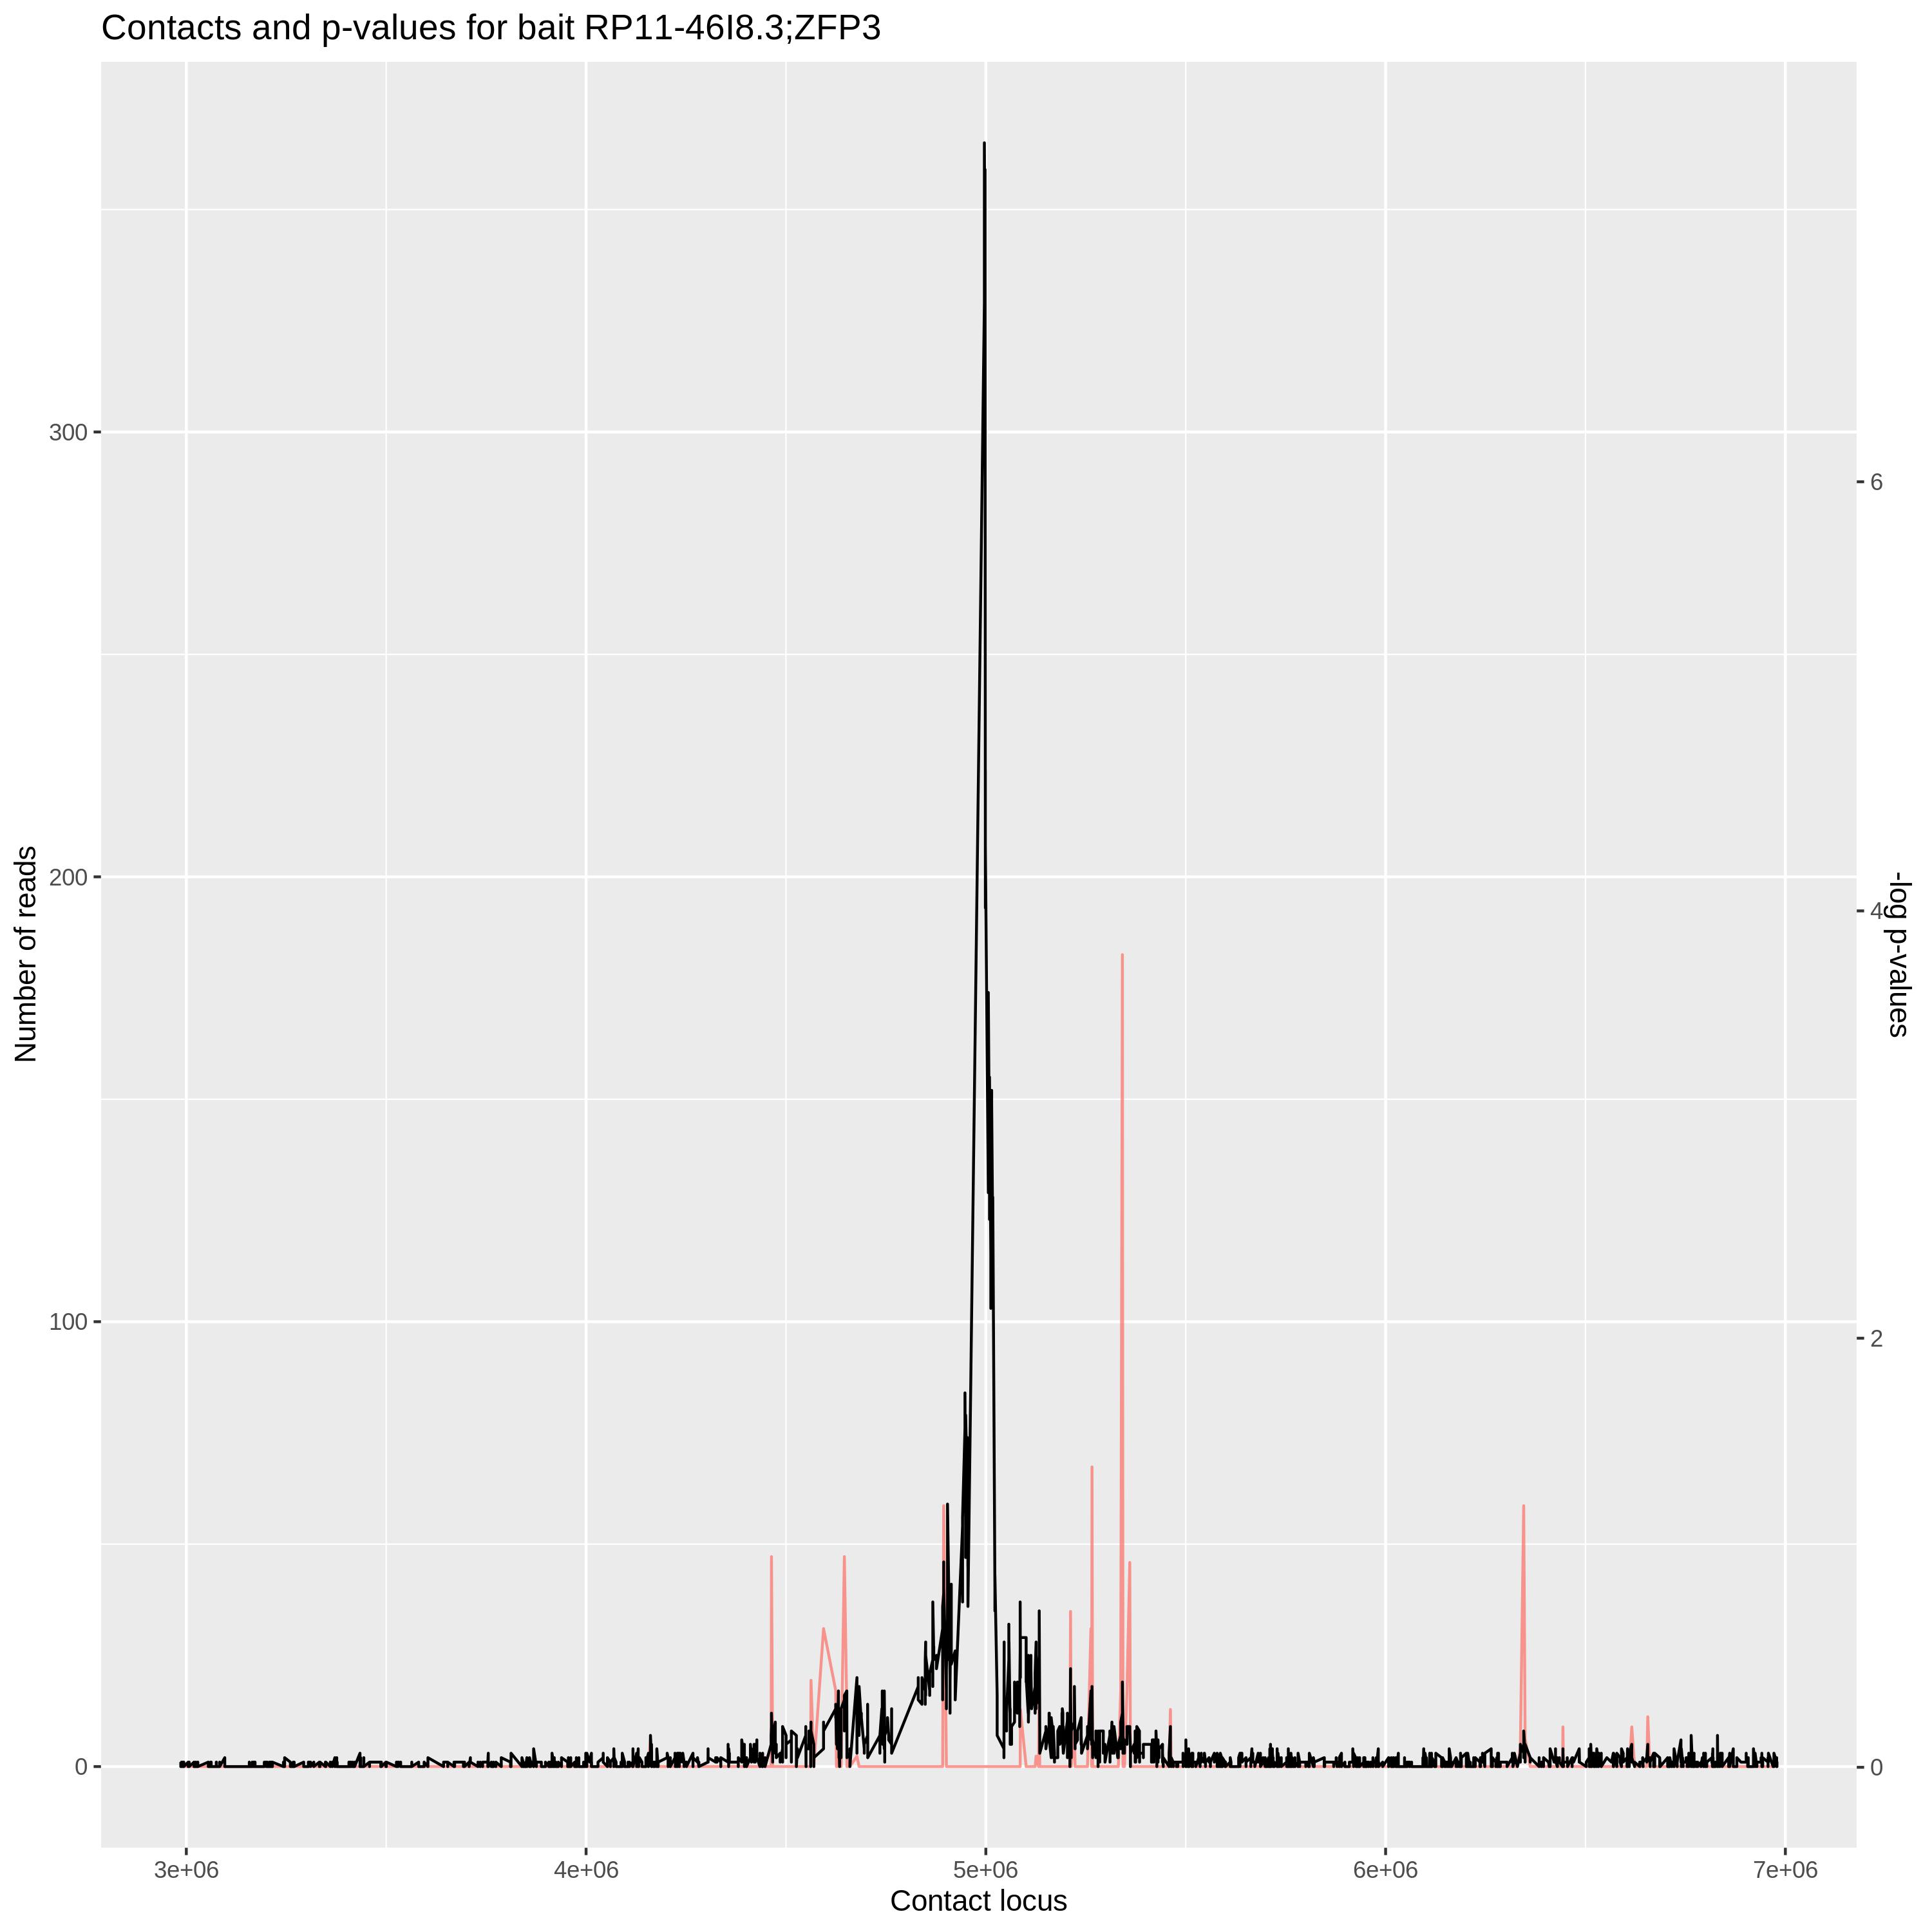 Contacts and p-values for bait RP11-46I8.3;ZFP3
Number of reads
300
200
100
0
6
4
2
0
-log p-values
3e+06 4e+06 5e+06 6e+06 7e+06
Contact locus